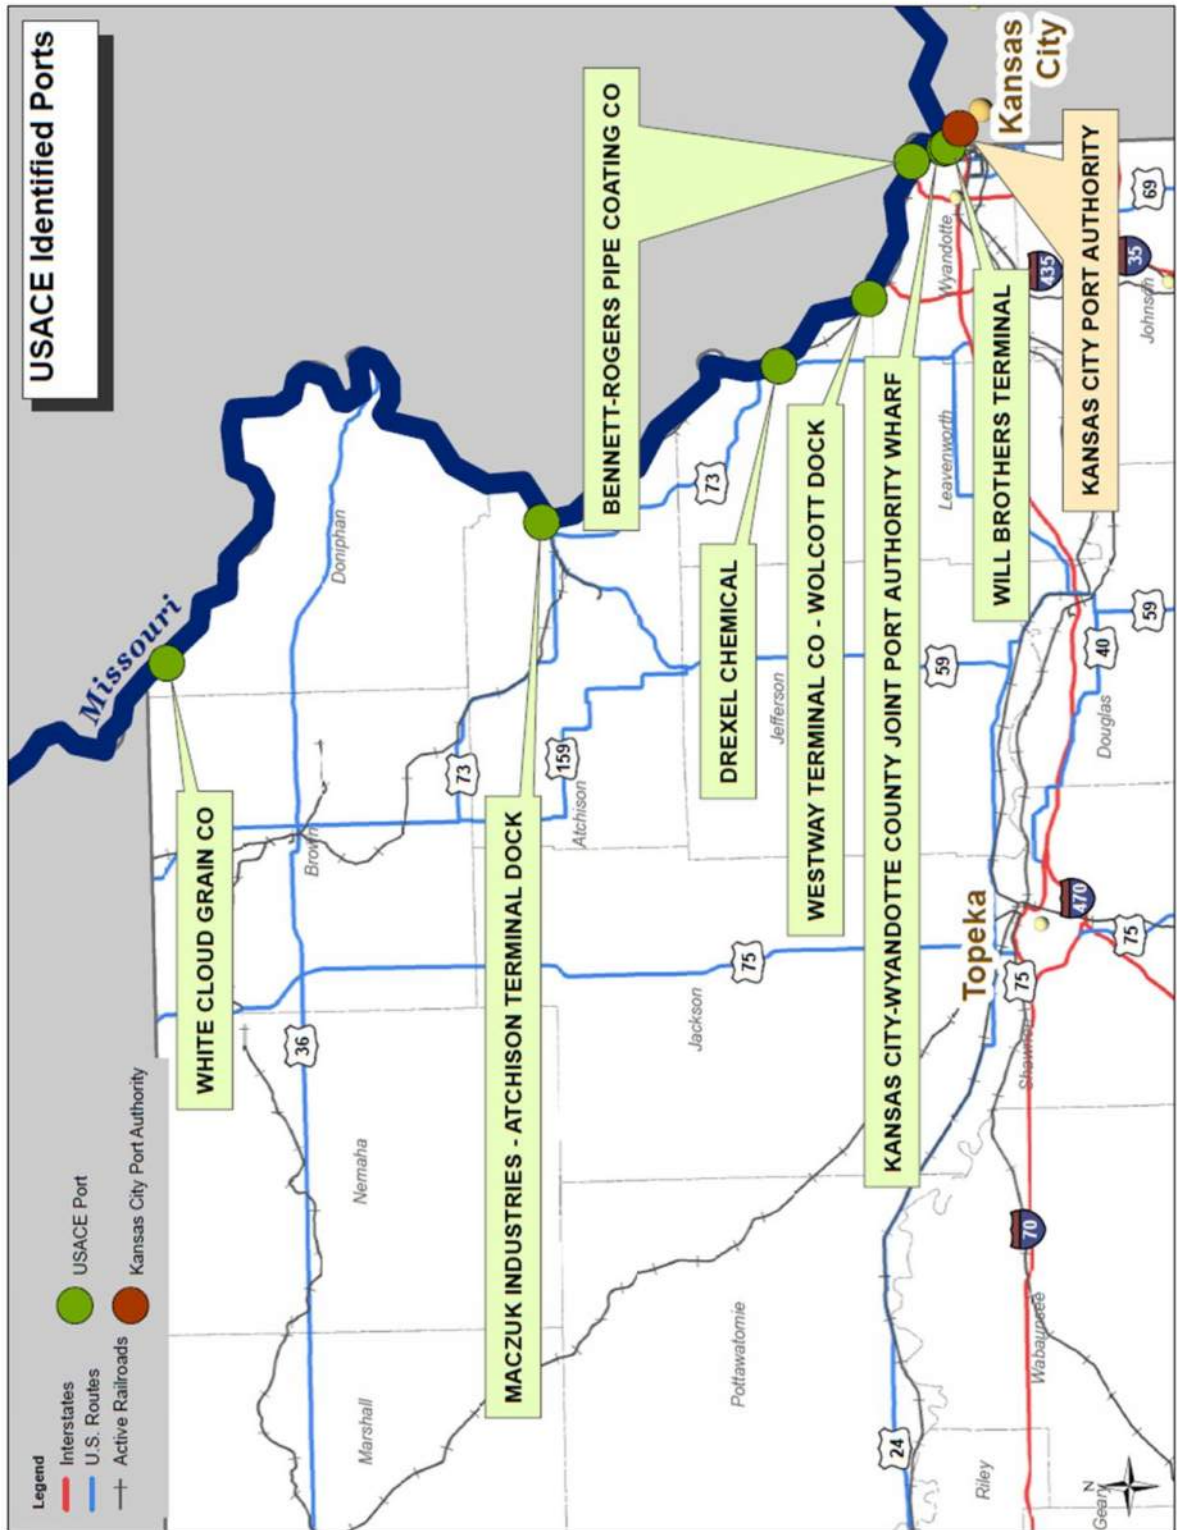 USACE Identified Ports
Legend
Interstates
U.S. Routes
Active Railroads
USACE Port
Kansas City Port Authority
Missouri
WHITE CLOUD GRAIN CO
MACZUK INDUSTRIES - ATCHISON TERMINAL DOCK
BENNETT-ROGERS PIPE COATING CO
DREXEL CHEMICAL
WESTWAY TERMINAL CO - WOLCOTT DOCK
KANSAS CITY-WYANDOTTE COUNTY JOINT PORT AUTHORITY WHARF
WILL BROTHERS TERMINAL
KANSAS CITY PORT AUTHORITY
Kansas
City
Topeka
Marshall
Nemaha
Brown
Doniphan
Atchison
Jackson
Jefferson
Pottawatomie
Leavenworth
Wyandotte
Riley
Geary
Wabaunsee
Shawnee
Douglas
Johnson
36
73
159
73
75
59
24
70
75
470
75
40
59
435
35
69
N